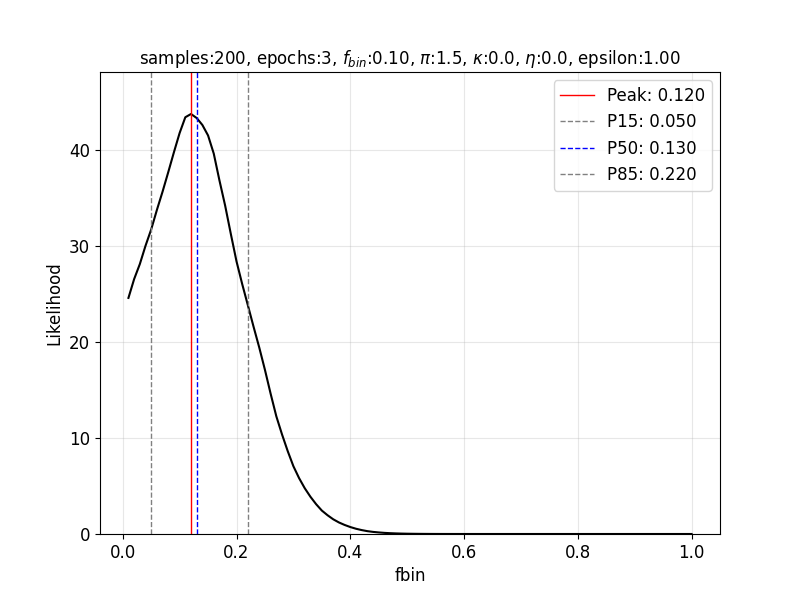 samples:200, epochs:3, f_bin:0.10, π:1.5, κ:0.0, η:0.0, epsilon:1.00
Peak: 0.120
P15: 0.050
P50: 0.130
P85: 0.220
Likelihood
40
30
20
10
0
0.0 0.2 0.4 0.6 0.8 1.0
fbin